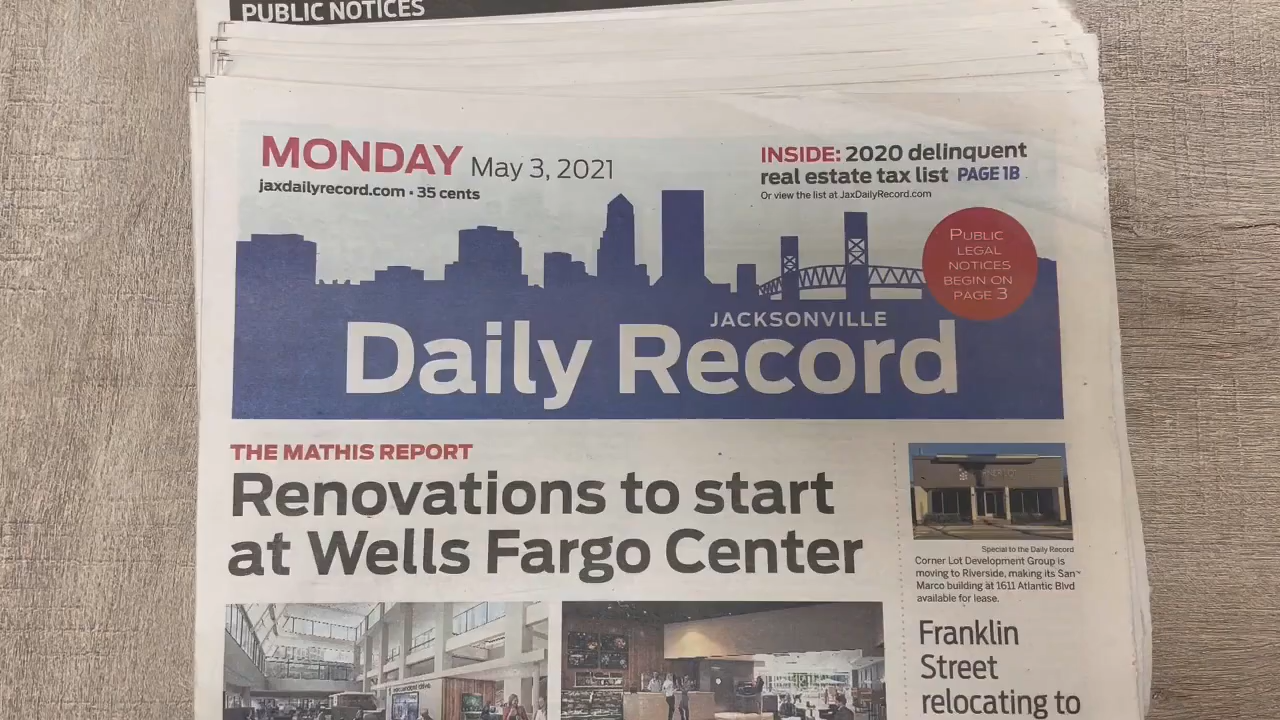 PUBLIC NOTICES
MONDAY May 3, 2021
jaxdailyrecord.com • 35 cents
INSIDE: 2020 delinquent
real estate tax list PAGE 1B
Or view the list at JaxDailyRecord.com
PUBLIC
LEGAL
NOTICES
BEGIN ON
PAGE 3
JACKSONVILLE
Daily Record
THE MATHIS REPORT
Renovations to start
at Wells Fargo Center
Special to the Daily Record
Corner Lot Development Group is
moving to Riverside, making its San
Marco building at 1611 Atlantic Blvd
available for lease.
Franklin
Street
relocating to